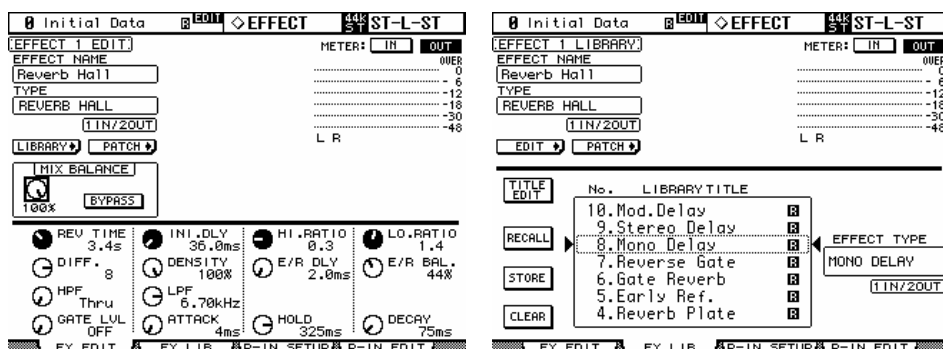 0 Initial Data R EDIT ◇EFFECT 44k ST ST-L-ST
EFFECT 1 EDIT METER: IN OUT
EFFECT NAME OVER
Reverb Hall 0
6
TYPE -12
REVERB HALL -18
-30
1IN/2OUT -48
L R
LIBRARY PATCH
MIX BALANCE
100% BYPASS
REV TIME 3.4s INI.DLY 36.0ms HI.RATIO 0.3 LO.RATIO 1.4
DIFF. 8 DENSITY 100% E/R DLY 2.0ms E/R BAL. 44%
HPF Thru LPF 6.70kHz
GATE LVL OFF ATTACK 4ms HOLD 325ms DECAY 75ms
FX EDIT FX LIB P-IN SETUP P-IN EDIT
0 Initial Data R EDIT ◇EFFECT 44k ST ST-L-ST
EFFECT 1 LIBRARY METER: IN OUT
EFFECT NAME OVER
Reverb Hall 0
6
TYPE -12
REVERB HALL -18
-30
1IN/2OUT -48
L R
EDIT PATCH
TITLE EDIT
RECALL
STORE
CLEAR
No. LIBRARY TITLE
10.Mod.Delay R
9.Stereo Delay R
8.Mono Delay R
7.Reverse Gate R
6.Gate Reverb R
5.Early Ref. R
4.Reverb Plate R
EFFECT TYPE
MONO DELAY
1IN/2OUT
FX EDIT FX LIB P-IN SETUP P-IN EDIT